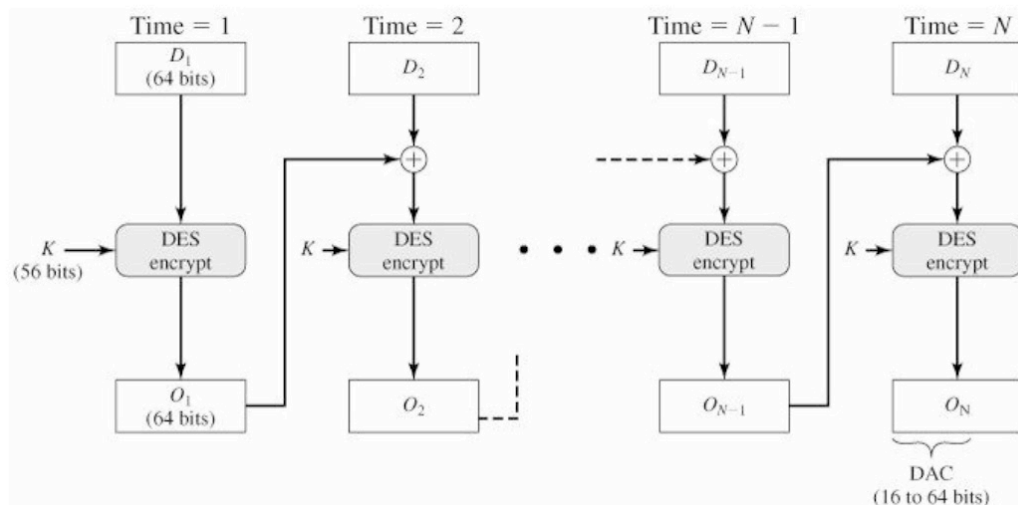 Time = 1
Time = 2
Time = N − 1
Time = N
D₁
(64 bits)
D₂
Dₙ₋₁
Dₙ
+
+
+
K
(56 bits)
DES
encrypt
K
DES
encrypt
• • •
K
DES
encrypt
K
DES
encrypt
O₁
(64 bits)
O₂
Oₙ₋₁
Oₙ
DAC
(16 to 64 bits)